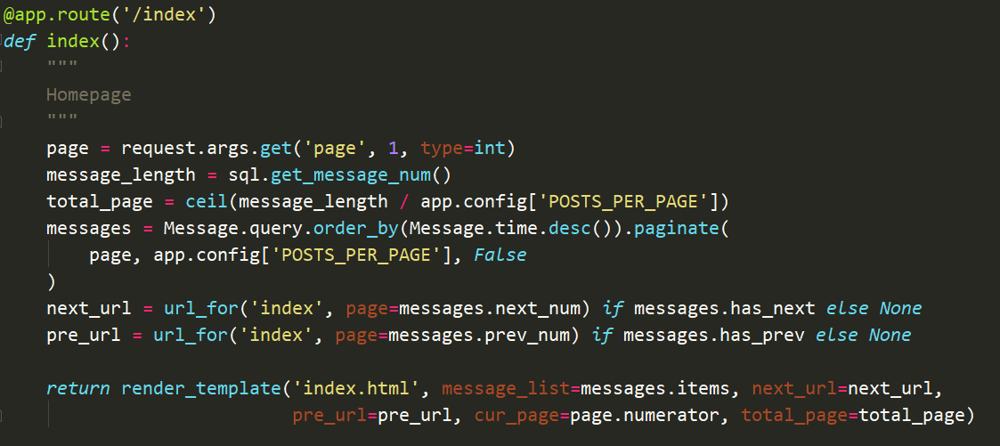 @app.route('/index')
def index():
    """
    Homepage
    """
    page = request.args.get('page', 1, type=int)
    message_length = sql.get_message_num()
    total_page = ceil(message_length / app.config['POSTS_PER_PAGE'])
    messages = Message.query.order_by(Message.time.desc()).paginate(
        page, app.config['POSTS_PER_PAGE'], False
    )
    next_url = url_for('index', page=messages.next_num) if messages.has_next else None
    pre_url = url_for('index', page=messages.prev_num) if messages.has_prev else None

    return render_template('index.html', message_list=messages.items, next_url=next_url,
                           pre_url=pre_url, cur_page=page.numerator, total_page=total_page)